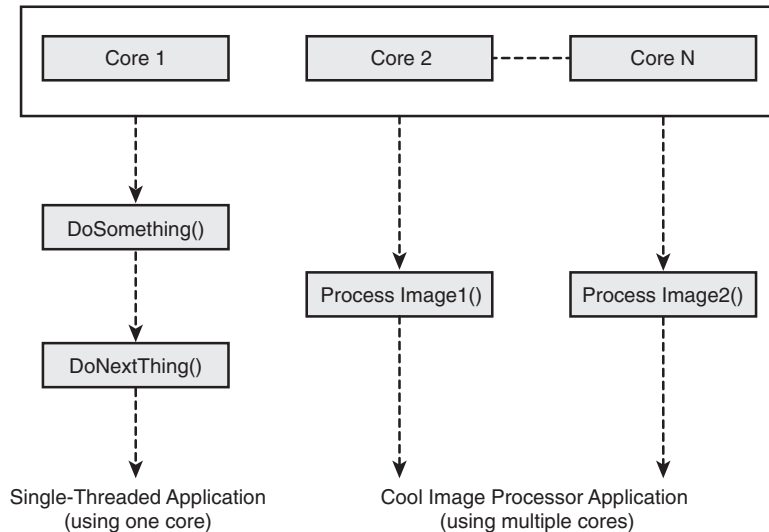 Core 1
Core 2
Core N
DoSomething()
Process Image1()
Process Image2()
DoNextThing()
Single-Threaded Application
(using one core)
Cool Image Processor Application
(using multiple cores)